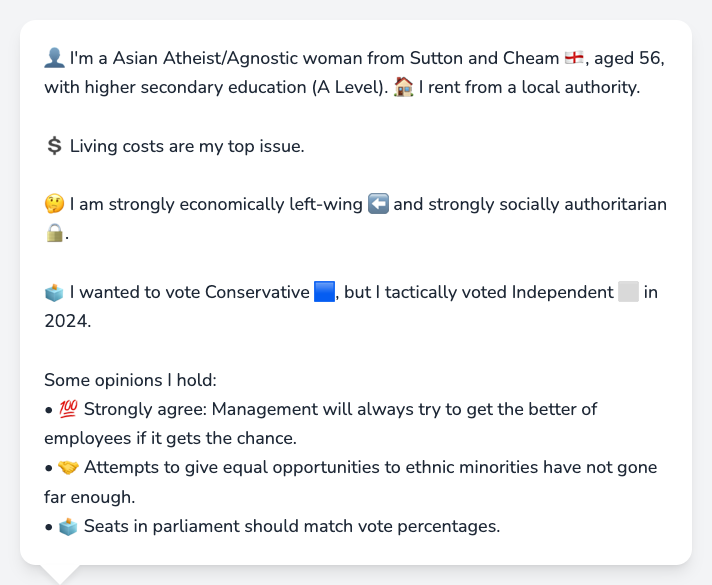 👤 I'm a Asian Atheist/Agnostic woman from Sutton and Cheam 🏴󠁧󠁢󠁥󠁮󠁧󠁿, aged 56,
with higher secondary education (A Level). 🏠 I rent from a local authority.
💲 Living costs are my top issue.
🤔 I am strongly economically left-wing ⬅️ and strongly socially authoritarian
🔒.
🗳️ I wanted to vote Conservative 🟦, but I tactically voted Independent ⬜ in
2024.
Some opinions I hold:
• 💯 Strongly agree: Management will always try to get the better of
employees if it gets the chance.
• 🤝 Attempts to give equal opportunities to ethnic minorities have not gone
far enough.
• 🗳️ Seats in parliament should match vote percentages.